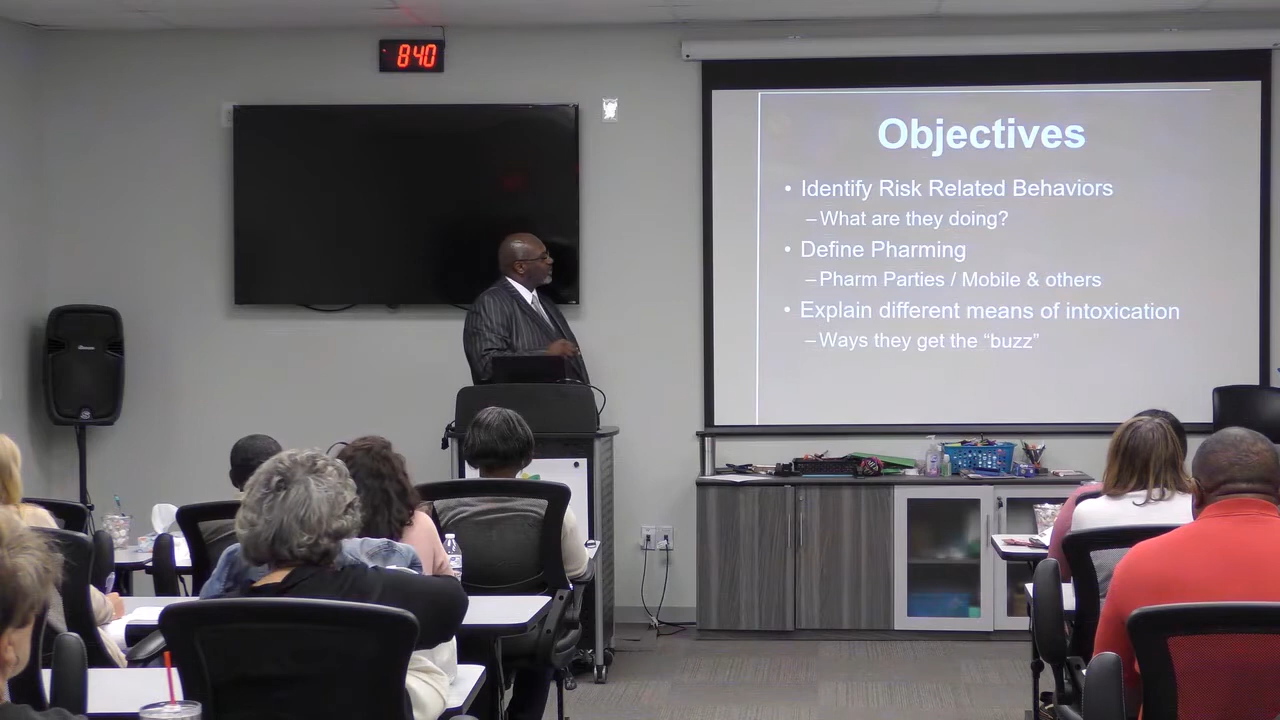 840
Objectives
• Identify Risk Related Behaviors
– What are they doing?
• Define Pharming
– Pharm Parties / Mobile & others
• Explain different means of intoxication
– Ways they get the “buzz”